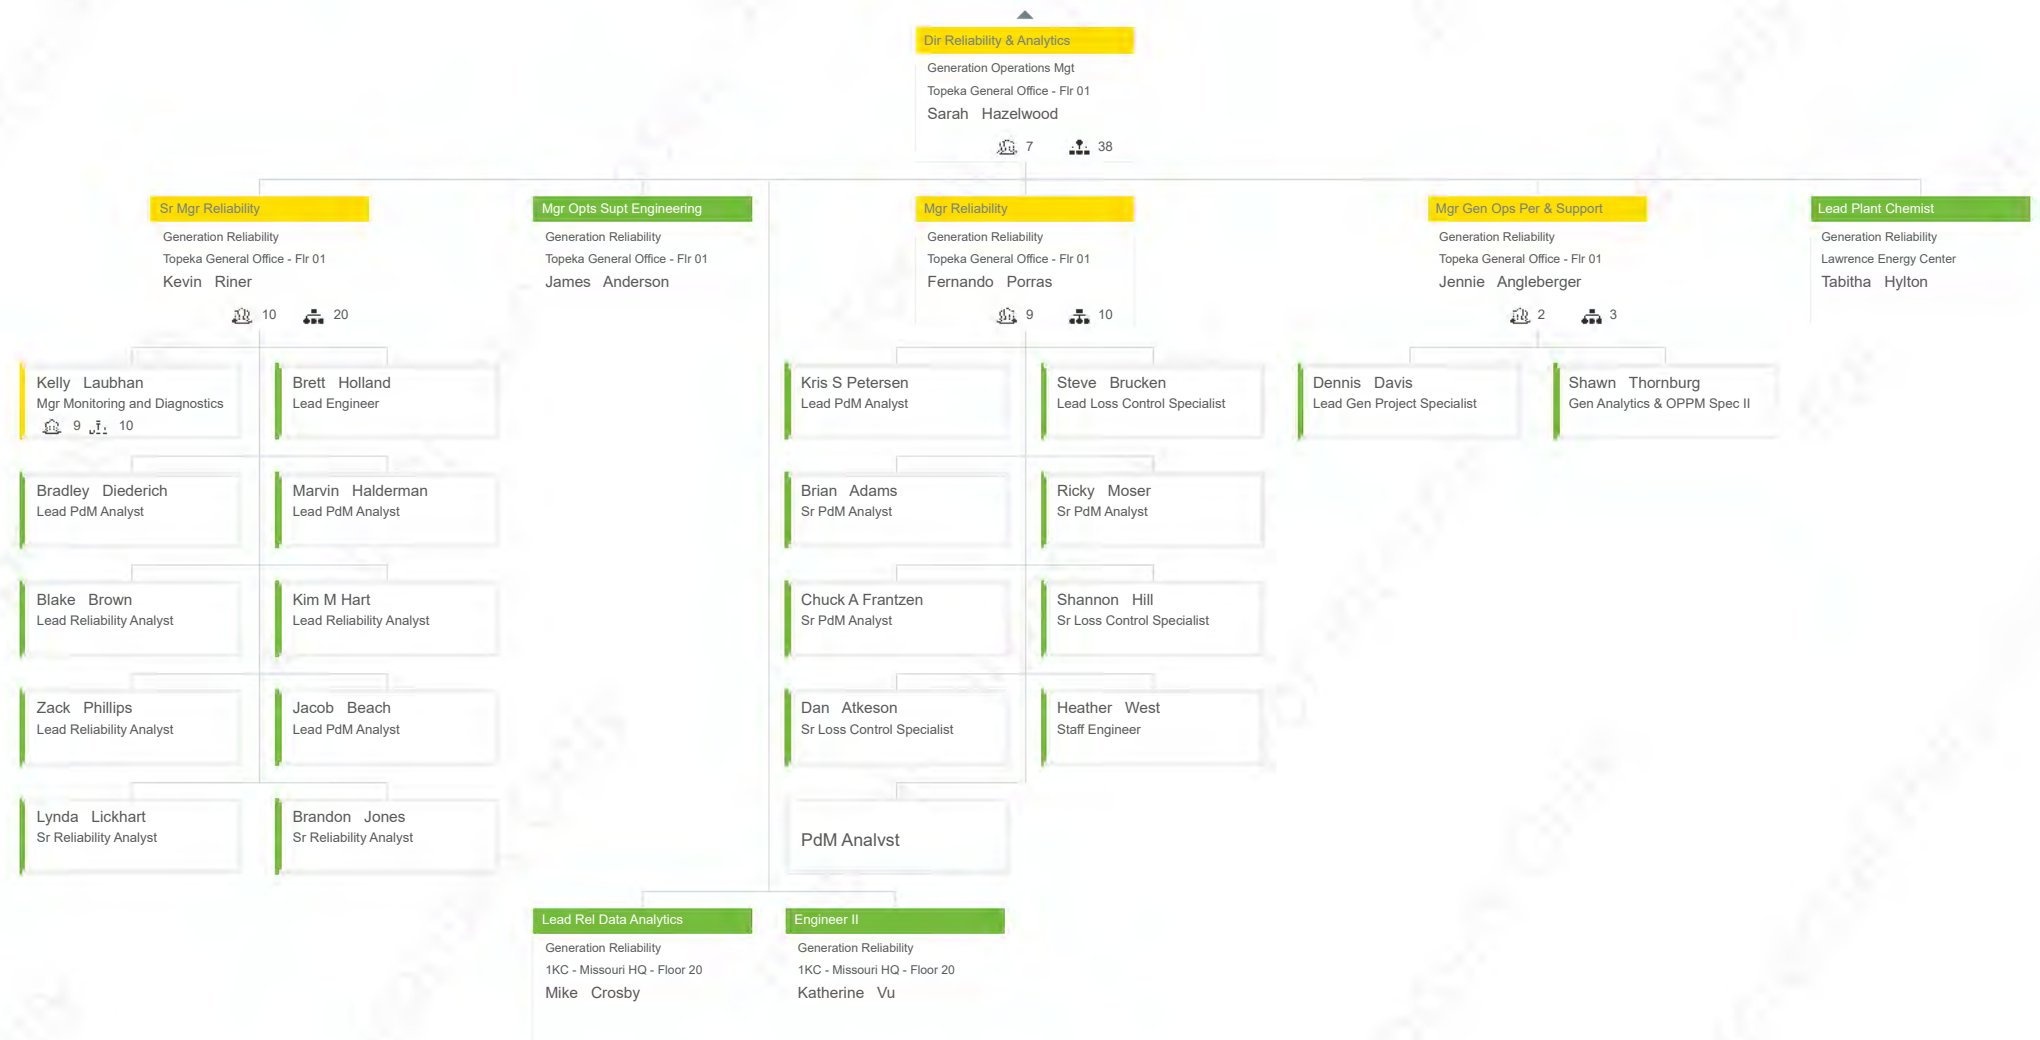 Dir Reliability & Analytics
Generation Operations Mgt
Topeka General Office - Flr 01
Sarah Hazelwood
7 38
Sr Mgr Reliability
Generation Reliability
Topeka General Office - Flr 01
Kevin Riner
10 20
Mgr Opts Supt Engineering
Generation Reliability
Topeka General Office - Flr 01
James Anderson
Mgr Reliability
Generation Reliability
Topeka General Office - Flr 01
Fernando Porras
9 10
Mgr Gen Ops Per & Support
Generation Reliability
Topeka General Office - Flr 01
Jennie Angleberger
2 3
Lead Plant Chemist
Generation Reliability
Lawrence Energy Center
Tabitha Hylton
Kelly Laubhan
Mgr Monitoring and Diagnostics
9 10
Brett Holland
Lead Engineer
Bradley Diederich
Lead PdM Analyst
Marvin Halderman
Lead PdM Analyst
Blake Brown
Lead Reliability Analyst
Kim M Hart
Lead Reliability Analyst
Zack Phillips
Lead Reliability Analyst
Jacob Beach
Lead PdM Analyst
Lynda Lickhart
Sr Reliability Analyst
Brandon Jones
Sr Reliability Analyst
Kris S Petersen
Lead PdM Analyst
Steve Brucken
Lead Loss Control Specialist
Brian Adams
Sr PdM Analyst
Ricky Moser
Sr PdM Analyst
Chuck A Frantzen
Sr PdM Analyst
Shannon Hill
Sr Loss Control Specialist
Dan Atkeson
Sr Loss Control Specialist
Heather West
Staff Engineer
PdM Analyst
Dennis Davis
Lead Gen Project Specialist
Shawn Thornburg
Gen Analytics & OPPM Spec II
Lead Rel Data Analytics
Generation Reliability
1KC - Missouri HQ - Floor 20
Mike Crosby
Engineer II
Generation Reliability
1KC - Missouri HQ - Floor 20
Katherine Vu